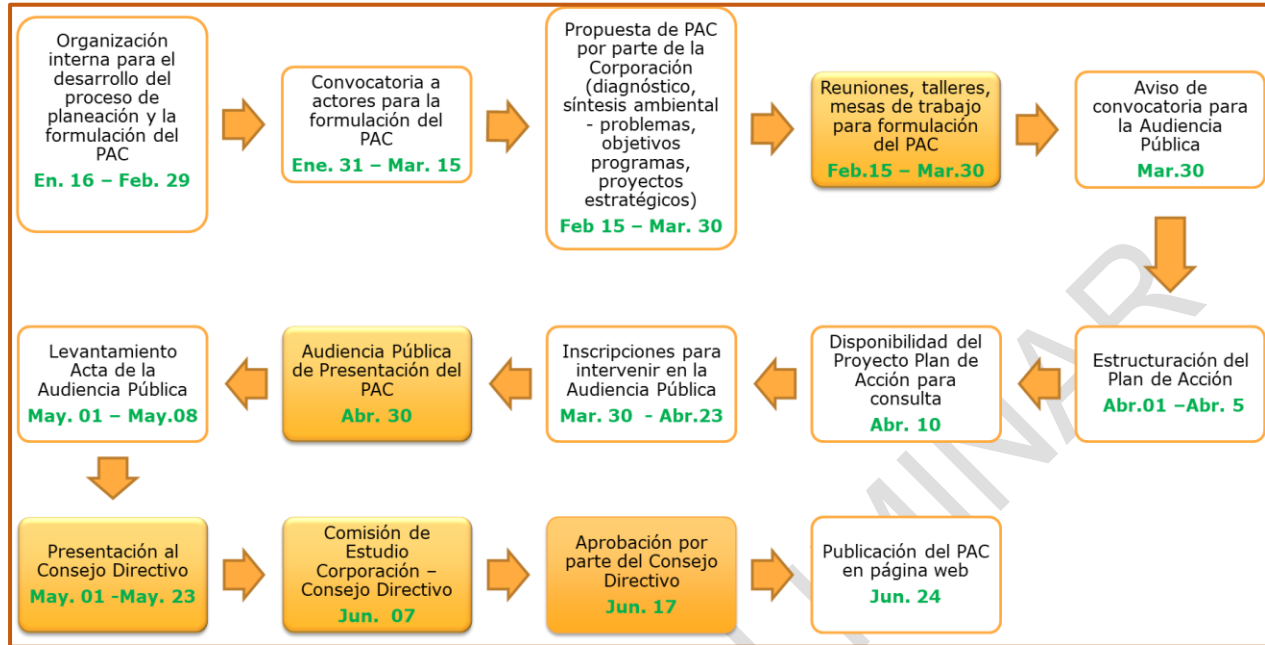 Organización
interna para el
desarrollo del
proceso de
planeación y la
formulación del
PAC
En. 16 – Feb. 29
Convocatoria a
actores para la
formulación del
PAC
Ene. 31 – Mar. 15
Propuesta de PAC
por parte de la
Corporación
(diagnóstico,
síntesis ambiental
- problemas,
objetivos
programas,
proyectos
estratégicos)
Feb 15 – Mar. 30
Reuniones, talleres,
mesas de trabajo
para formulación
del PAC
Feb.15 – Mar.30
Aviso de
convocatoria para
la Audiencia
Pública
Mar.30
Estructuración del
Plan de Acción
Abr.01 –Abr. 5
Disponibilidad del
Proyecto Plan de
Acción para
consulta
Abr. 10
Inscripciones para
intervenir en la
Audiencia Pública
Mar. 30 - Abr.23
Audiencia Pública
de Presentación del
PAC
Abr. 30
Levantamiento
Acta de la
Audiencia Pública
May. 01 – May.08
Presentación al
Consejo Directivo
May. 01 -May. 23
Comisión de
Estudio
Corporación –
Consejo Directivo
Jun. 07
Aprobación por
parte del Consejo
Directivo
Jun. 17
Publicación del PAC
en página web
Jun. 24